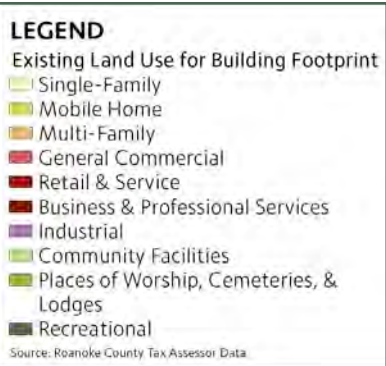 LEGEND
Existing Land Use for Building Footprint
Single-Family
Mobile Home
Multi-Family
General Commercial
Retail & Service
Business & Professional Services
Industrial
Community Facilities
Places of Worship, Cemeteries, &
Lodges
Recreational
Source: Roanoke County Tax Assessor Data